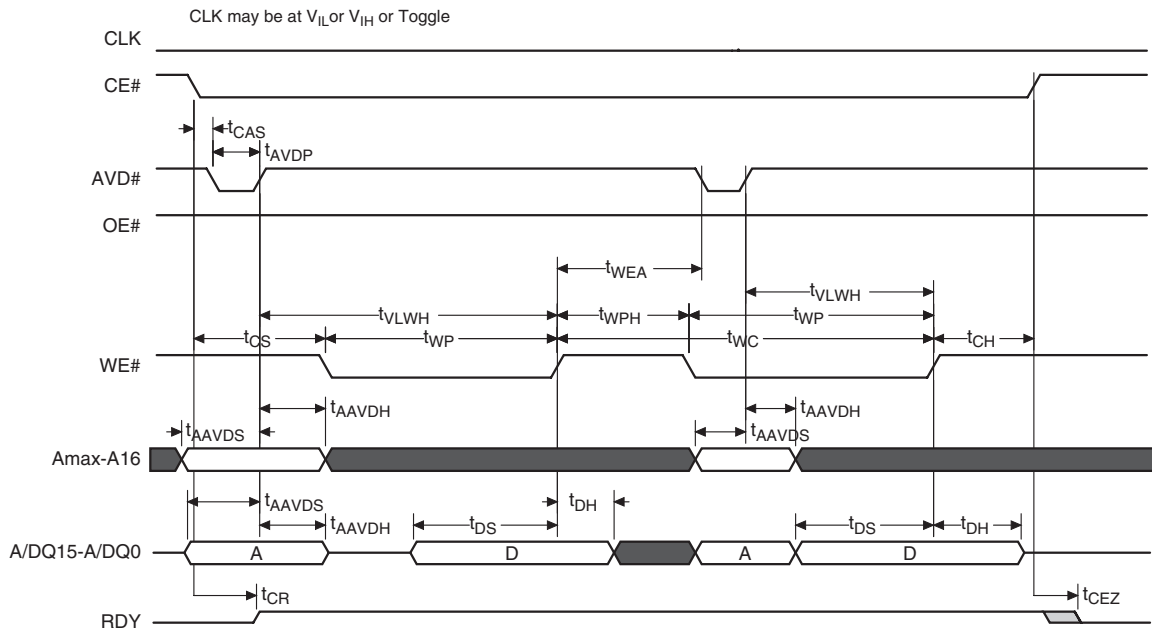 CLK may be at VILor VIH or Toggle
CLK
CE#
tCAS
tAVDP
AVD#
OE#
tWEA
tVLWH
tVLWH
tWPH
tWP
tCS
tWP
tWC
tCH
WE#
tAAVDH
tAAVDH
tAAVDS
tAAVDS
Amax-A16
tAAVDS
tDH
tAAVDH
tDS
tDS
tDH
A/DQ15-A/DQ0
A
D
A
D
tCR
tCEZ
RDY